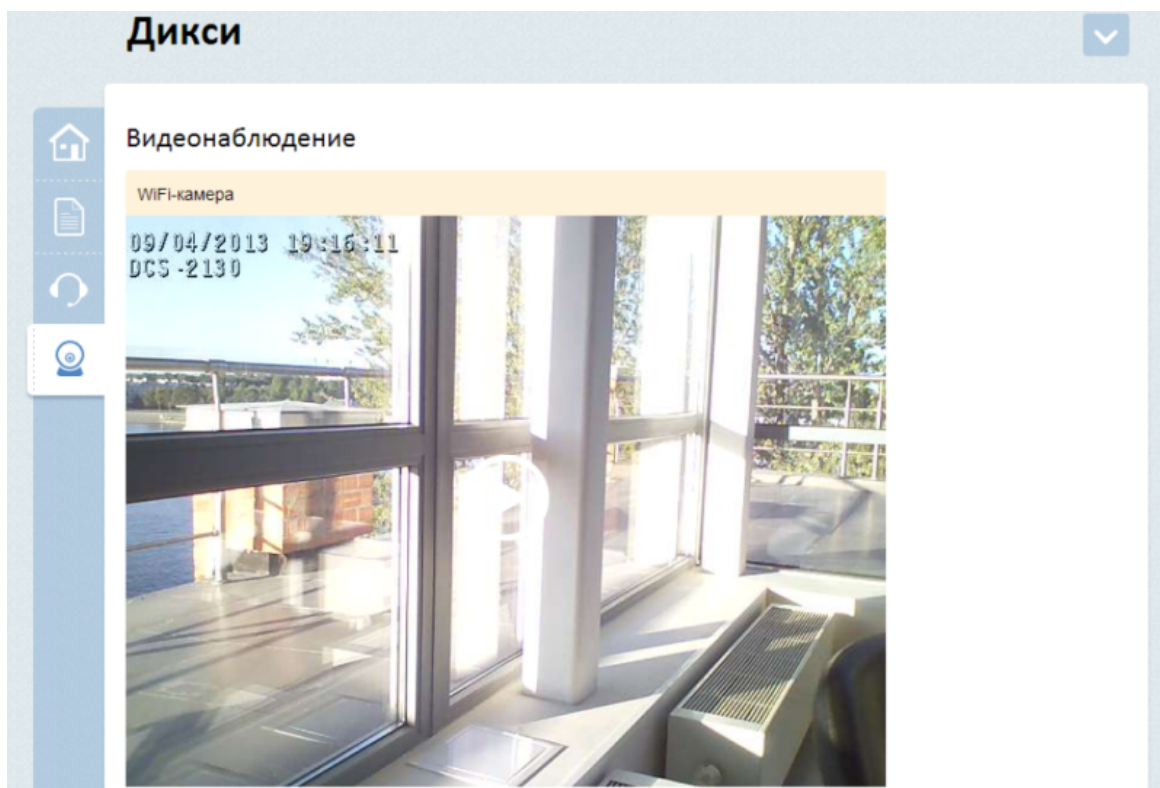 Дикси
Видеонаблюдение
WiFi-камера
09/04/2013 19:16:11
DCS-2130